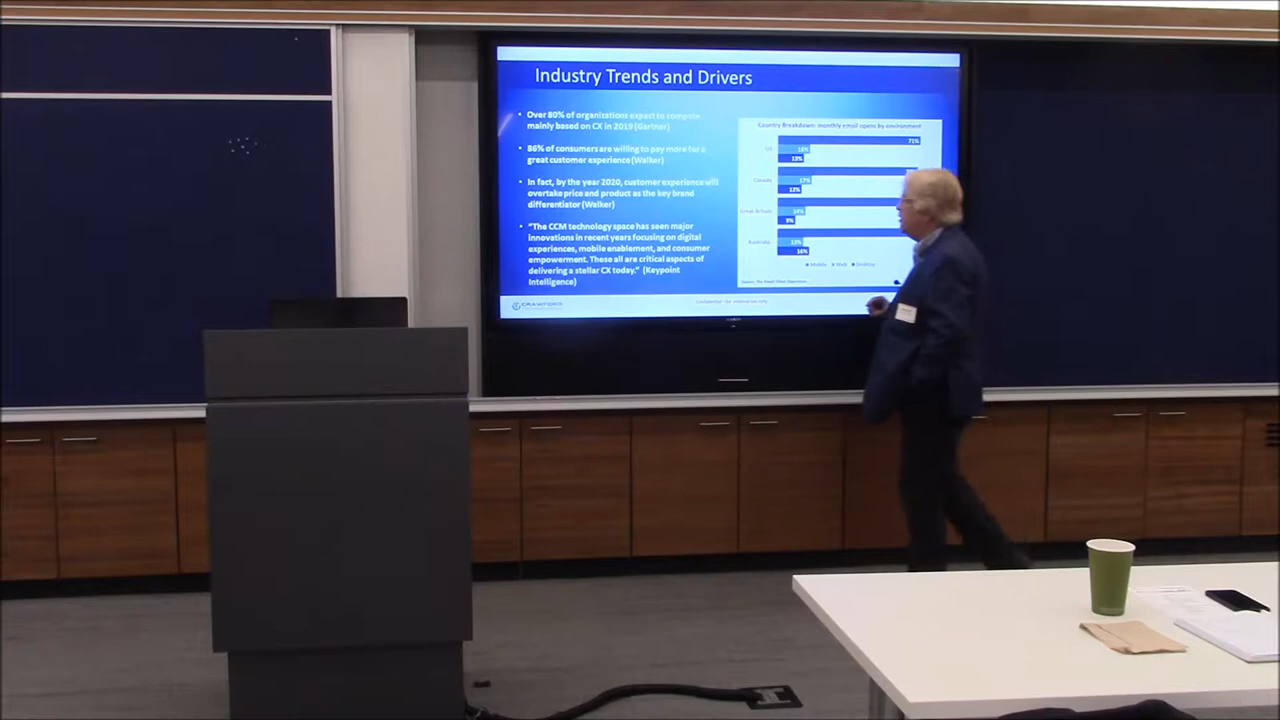 Industry Trends and Drivers
• Over 80% of organizations expect to compete
mainly based on CX in 2019 (Gartner)
• 86% of consumers are willing to pay more for a
great customer experience (Walker)
• In fact, by the year 2020, customer experience will
overtake price and product as the key brand
differentiator (Walker)
• "The CCM technology space has seen major
innovations in recent years focusing on digital
experiences, mobile enablement, and consumer
empowerment. These all are critical aspects of
delivering a stellar CX today." (Keypoint
Intelligence)
Country Breakdown: monthly email opens by environment
71%
US
16%
13%
Canada
17%
12%
Great Britain
14%
9%
Australia
13%
16%
Mobile Web Desktop
CRAWFORD